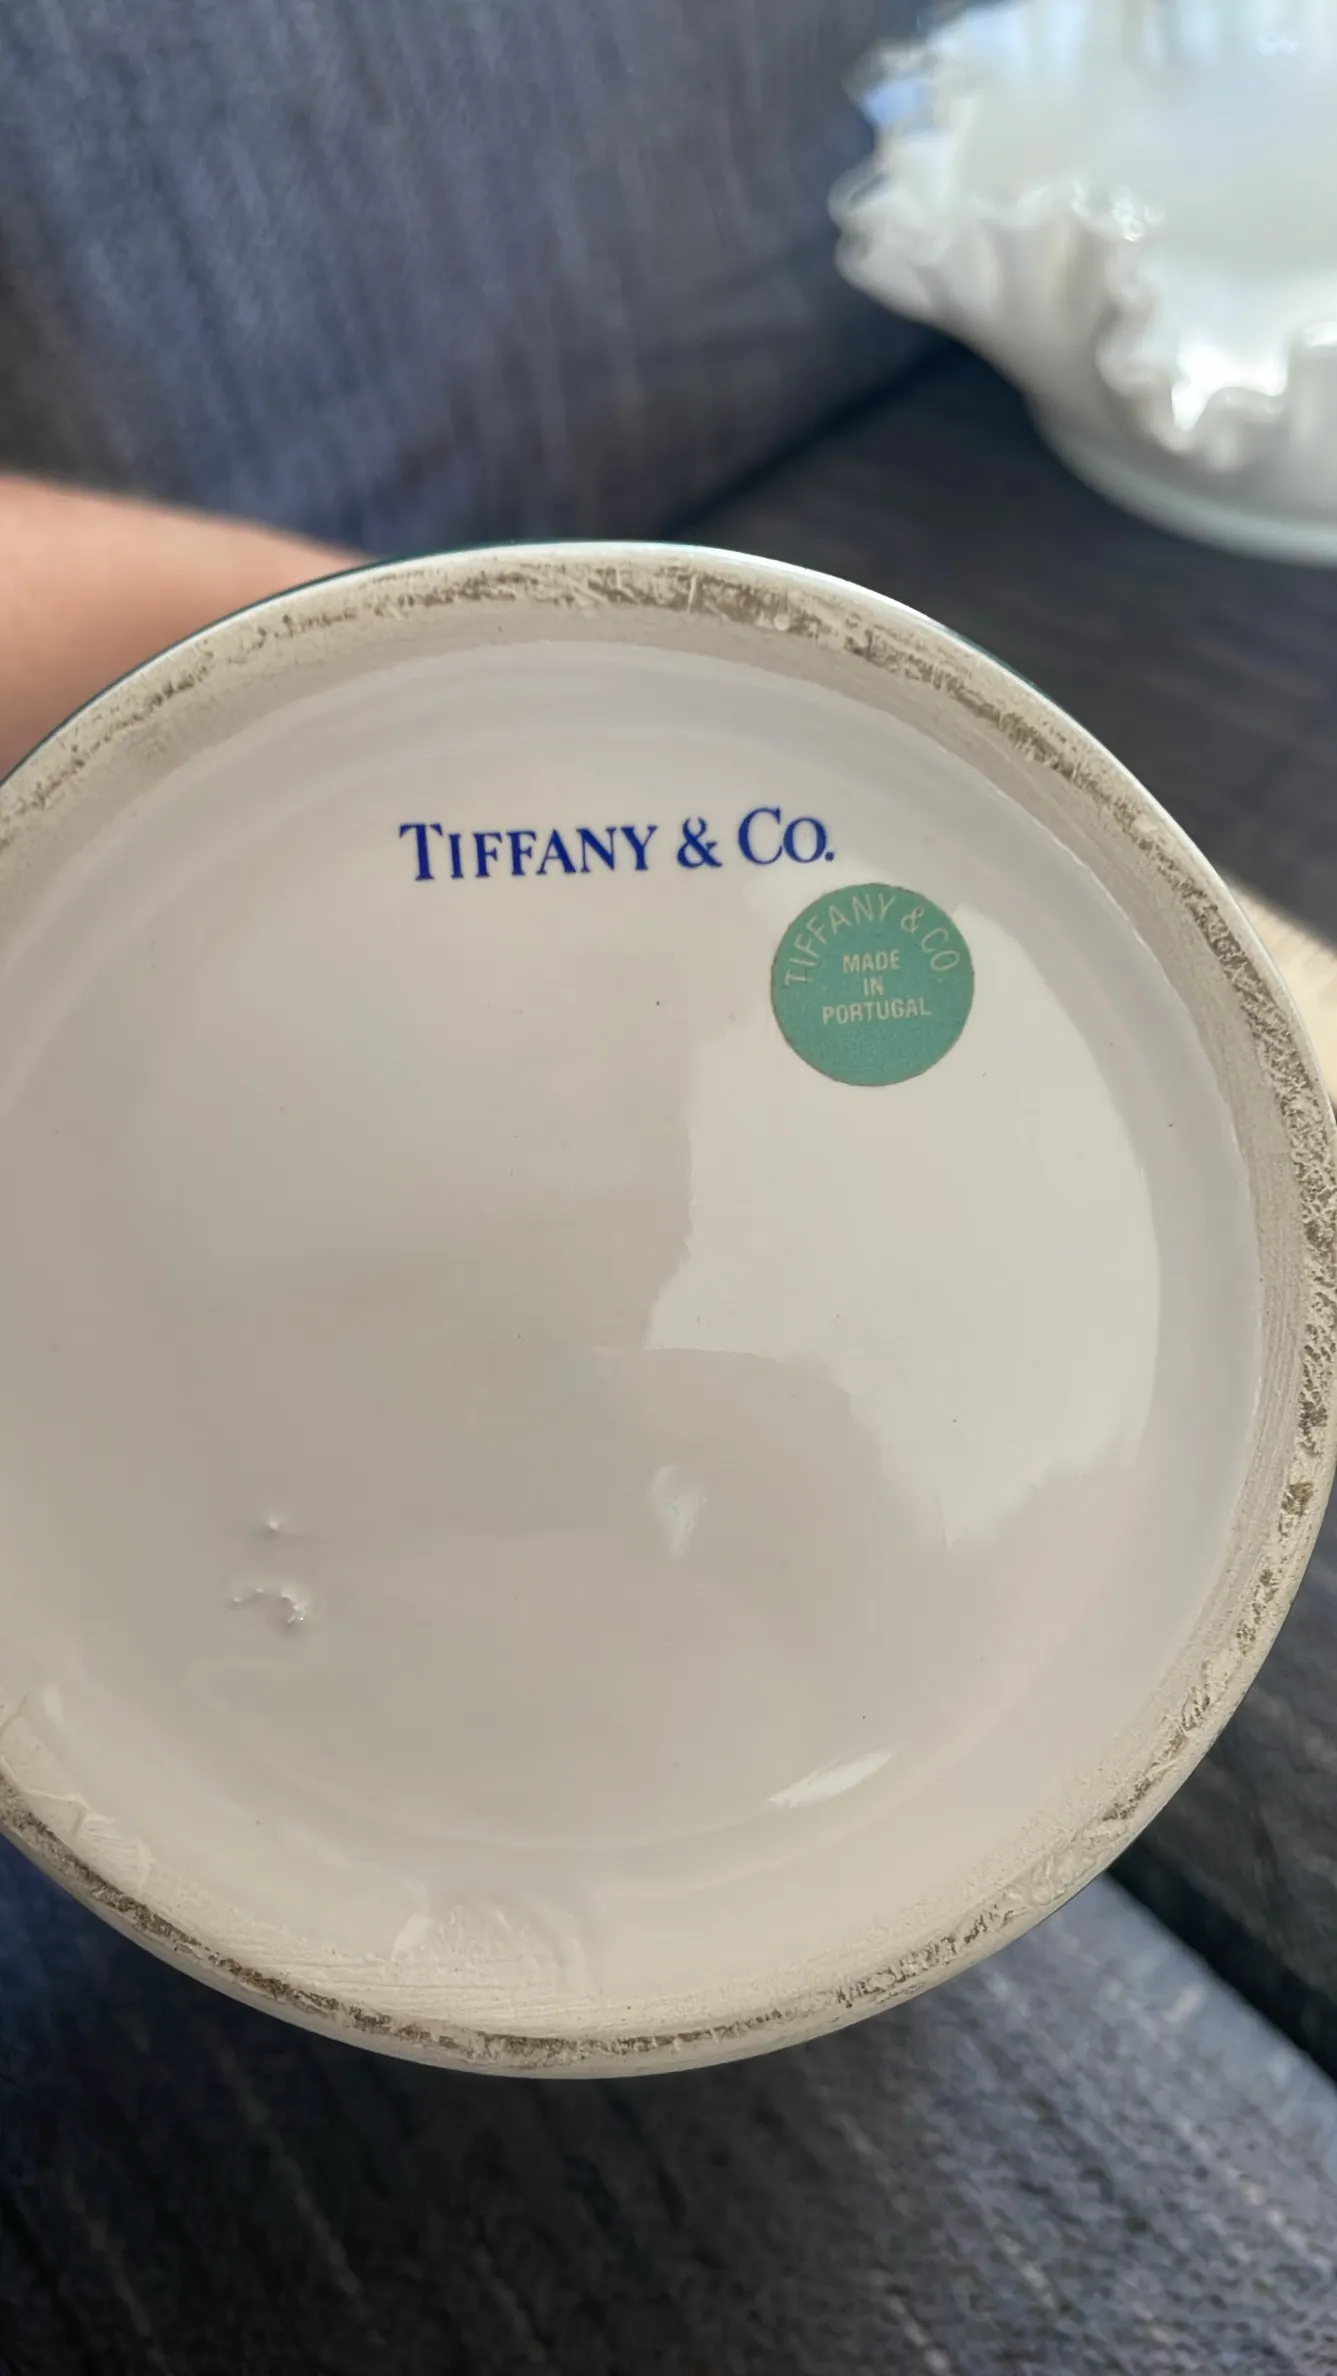 TIFFANY & CO.
TIFFANY & CO.
MADE
IN
PORTUGAL